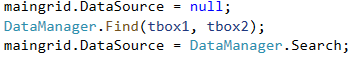 maingrid.DataSource = null;
DataManager.Find(tbox1, tbox2);
maingrid.DataSource = DataManager.Search;